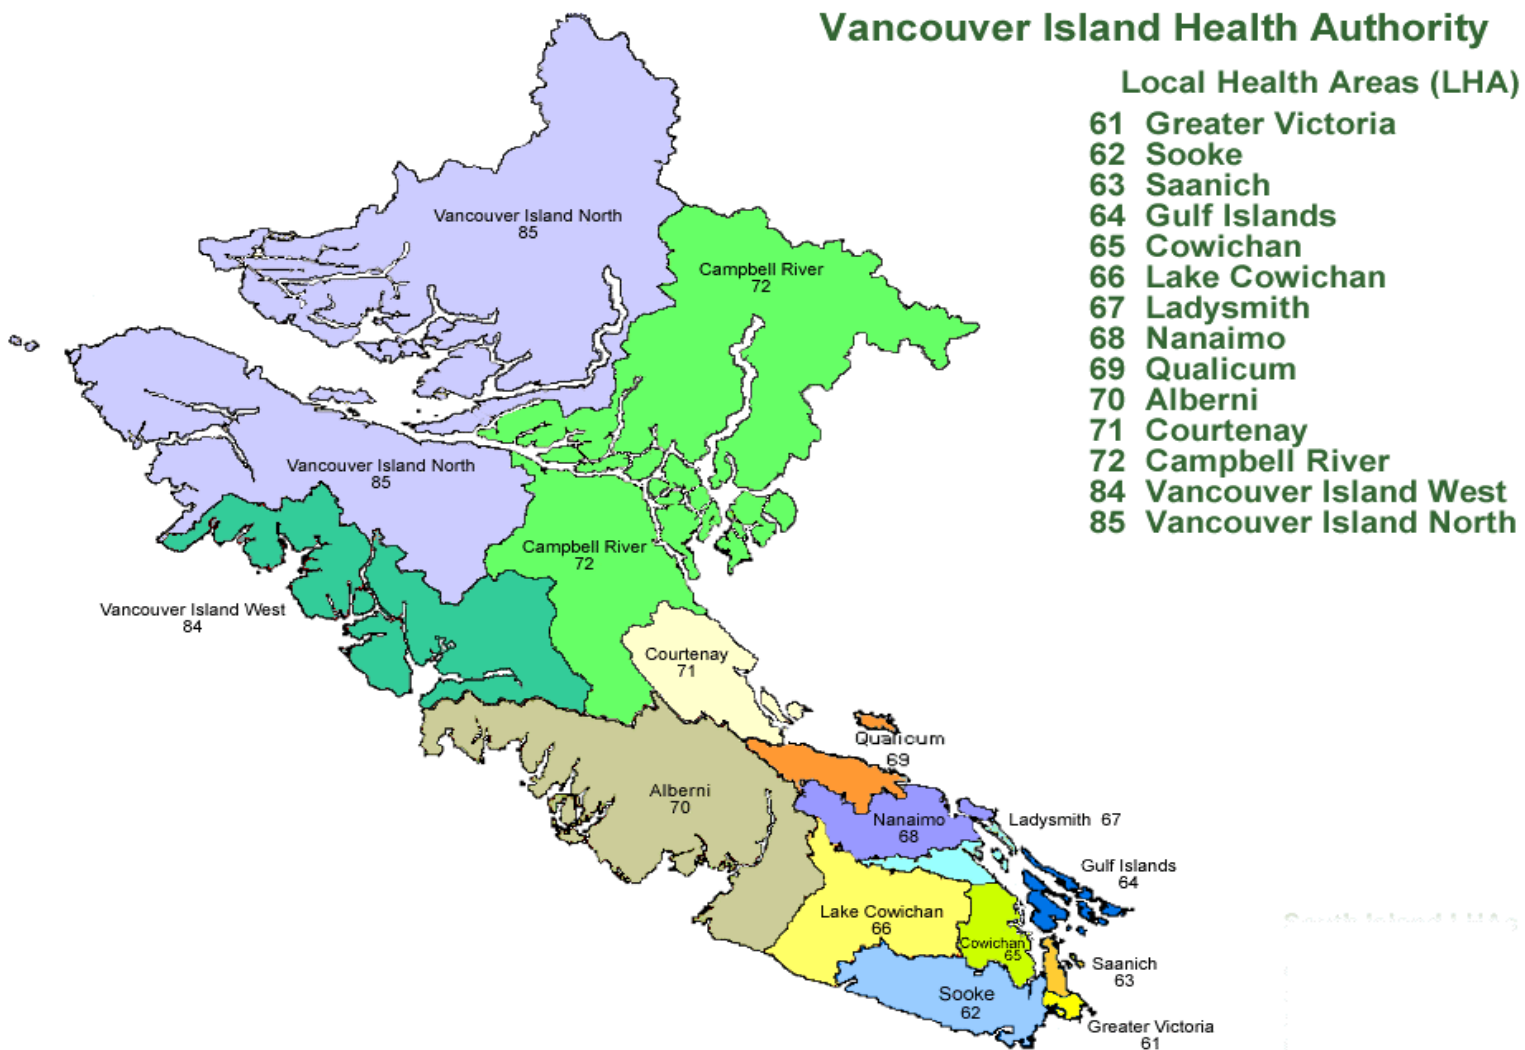 Vancouver Island Health Authority
Local Health Areas (LHA)
61 Greater Victoria
62 Sooke
63 Saanich
64 Gulf Islands
65 Cowichan
66 Lake Cowichan
67 Ladysmith
68 Nanaimo
69 Qualicum
70 Alberni
71 Courtenay
72 Campbell River
84 Vancouver Island West
85 Vancouver Island North
Vancouver Island North
85
Campbell River
72
Vancouver Island North
85
Campbell River
72
Vancouver Island West
84
Courtenay
71
Qualicum
69
Alberni
70
Nanaimo
68
Ladysmith 67
Gulf Islands
64
Lake Cowichan
66
Cowichan
65
Saanich
63
Sooke
62
Greater Victoria
61